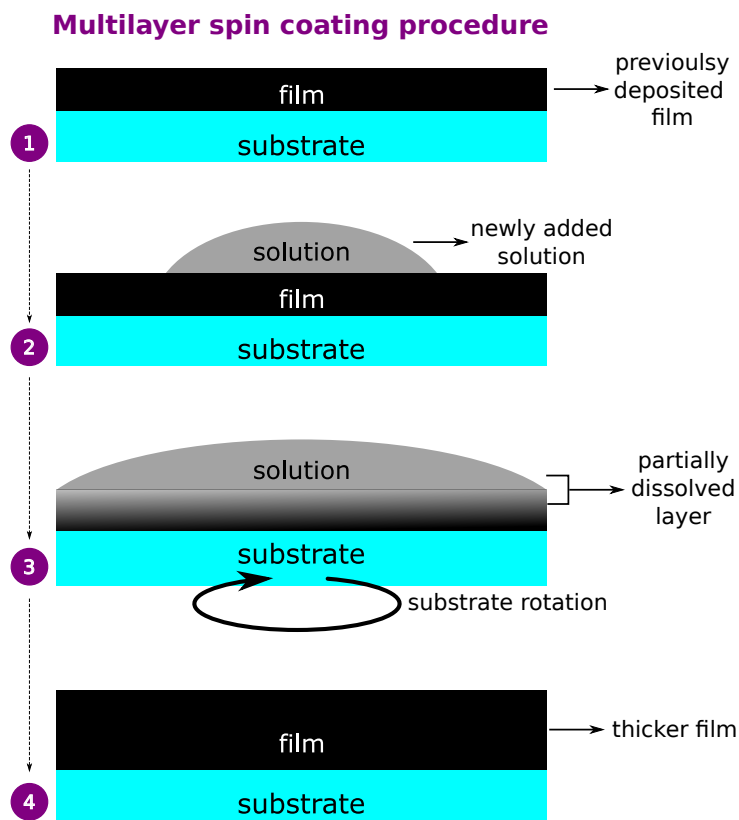 Multilayer spin coating procedure
film
previoulsy
deposited
film
1
substrate
solution
newly added
solution
film
2
substrate
solution
partially
dissolved
layer
3
substrate
substrate rotation
film
thicker film
4
substrate